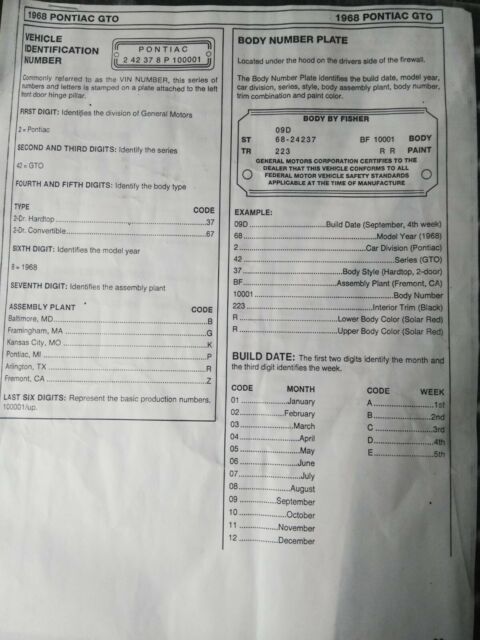 1968 PONTIAC GTO
1968 PONTIAC GTO
VEHICLE
IDENTIFICATION
NUMBER
PONTIAC
2 42 37 8 P 100001
Commonly referred to as the VIN NUMBER, this series of
numbers and letters is stamped on a plate attached to the left
front door hinge pillar.
FIRST DIGIT: Identifies the division of General Motors
2 = Pontiac
SECOND AND THIRD DIGITS: Identify the series
42 = GTO
FOURTH AND FIFTH DIGITS: Identify the body type
TYPE CODE
2-Dr. Hardtop 37
2-Dr. Convertible 67
SIXTH DIGIT: Identifies the model year
8 = 1968
SEVENTH DIGIT: Identifies the assembly plant
ASSEMBLY PLANT CODE
Baltimore, MD B
Framingham, MA G
Kansas City, MO K
Pontiac, MI P
Arlington, TX R
Fremont, CA Z
LAST SIX DIGITS: Represent the basic production numbers.
100001/up.
BODY NUMBER PLATE
Located under the hood on the drivers side of the firewall.
The Body Number Plate identifies the build date, model year,
car division, series, style, body assembly plant, body number,
trim combination and paint color.
BODY BY FISHER
09D
ST 68-24237 BF 10001 BODY
TR 223 R R PAINT
GENERAL MOTORS CORPORATION CERTIFIES TO THE
DEALER THAT THIS VEHICLE CONFORMS TO ALL
FEDERAL MOTOR VEHICLE SAFETY STANDARDS
APPLICABLE AT THE TIME OF MANUFACTURE
EXAMPLE:
09D Build Date (September, 4th week)
68 Model Year (1968)
2 Car Division (Pontiac)
42 Series (GTO)
37 Body Style (Hardtop, 2-door)
BF Assembly Plant (Fremont, CA)
10001 Body Number
223 Interior Trim (Black)
R Lower Body Color (Solar Red)
R Upper Body Color (Solar Red)
BUILD DATE: The first two digits identify the month and
the third digit identifies the week.
CODE MONTH
01 January
02 February
03 March
04 April
05 May
06 June
07 July
08 August
09 September
10 October
11 November
12 December
CODE WEEK
A 1st
B 2nd
C 3rd
D 4th
E 5th